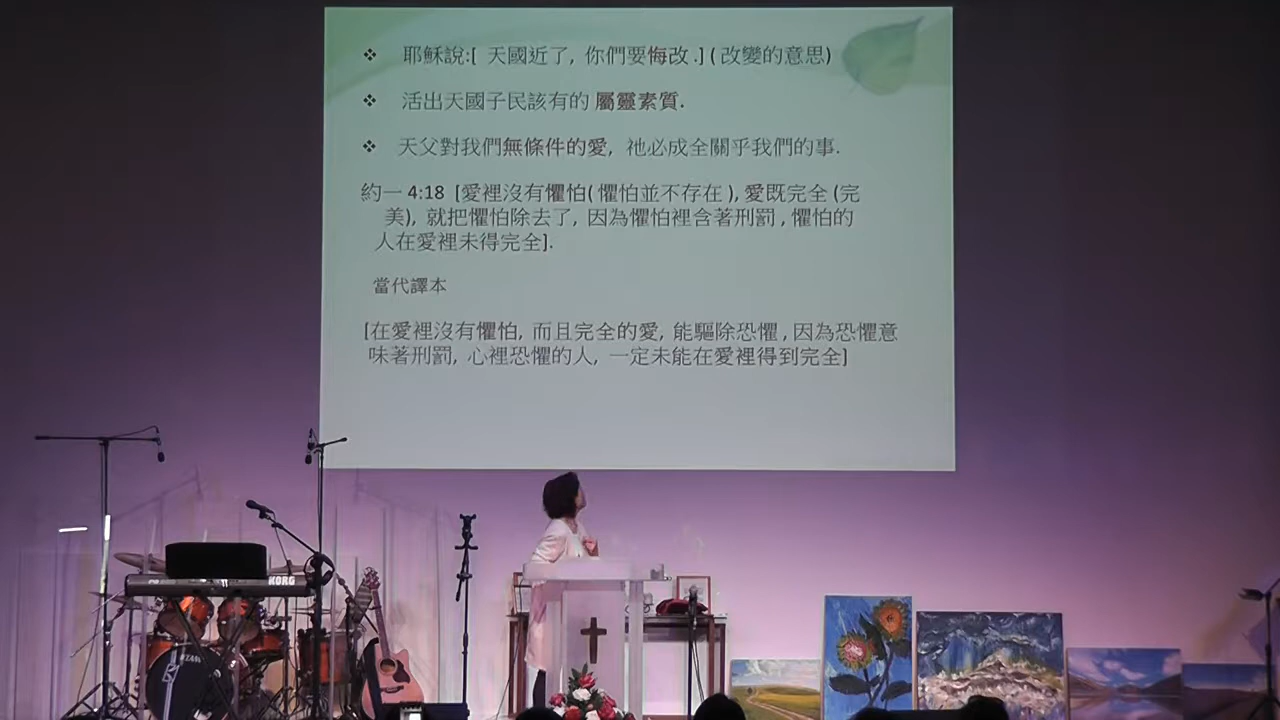 ❖ 耶穌說:[ 天國近了, 你們要悔改 .] ( 改變的意思)
❖ 活出天國子民該有的 屬靈素質.
❖ 天父對我們無條件的愛, 祂必成全關乎我們的事.
約一 4:18 [愛裡沒有懼怕( 懼怕並不存在 ), 愛既完全 (完
美), 就把懼怕除去了, 因為懼怕裡含著刑罰 , 懼怕的
人在愛裡未得完全].
當代譯本
[在愛裡沒有懼怕, 而且完全的愛, 能驅除恐懼 , 因為恐懼意
味著刑罰, 心裡恐懼的人, 一定未能在愛裡得到完全]
KORG
TAMA